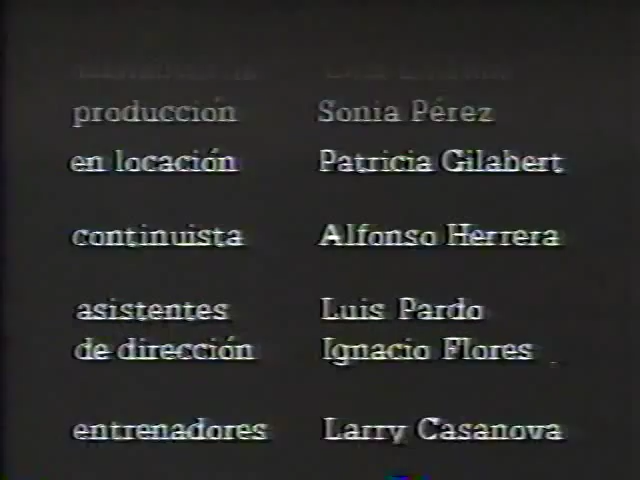 producción Sonia Pérez
en locación Patricia Gilabert
continuista Alfonso Herrera
asistentes Luis Pardo
de dirección Ignacio Flores
entrenadores Larry Casanova